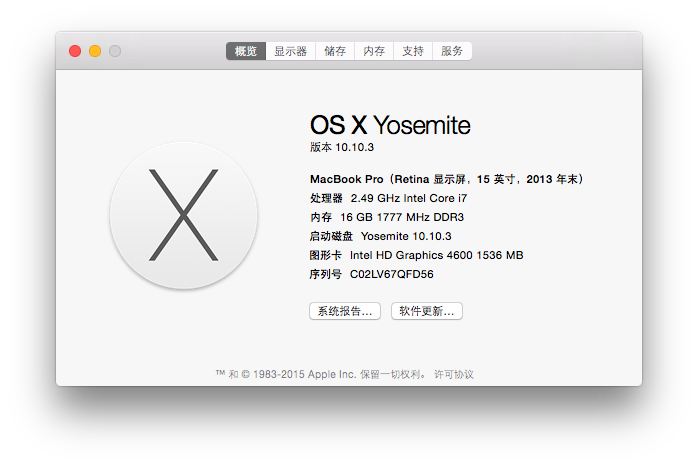 概览 显示器 储存 内存 支持 服务
OS X Yosemite
版本 10.10.3
MacBook Pro（Retina 显示屏，15 英寸，2013 年末）
处理器 2.49 GHz Intel Core i7
内存 16 GB 1777 MHz DDR3
启动磁盘 Yosemite 10.10.3
图形卡 Intel HD Graphics 4600 1536 MB
序列号 C02LV67QFD56
系统报告... 软件更新...
™ 和 © 1983-2015 Apple Inc. 保留一切权利。 许可协议